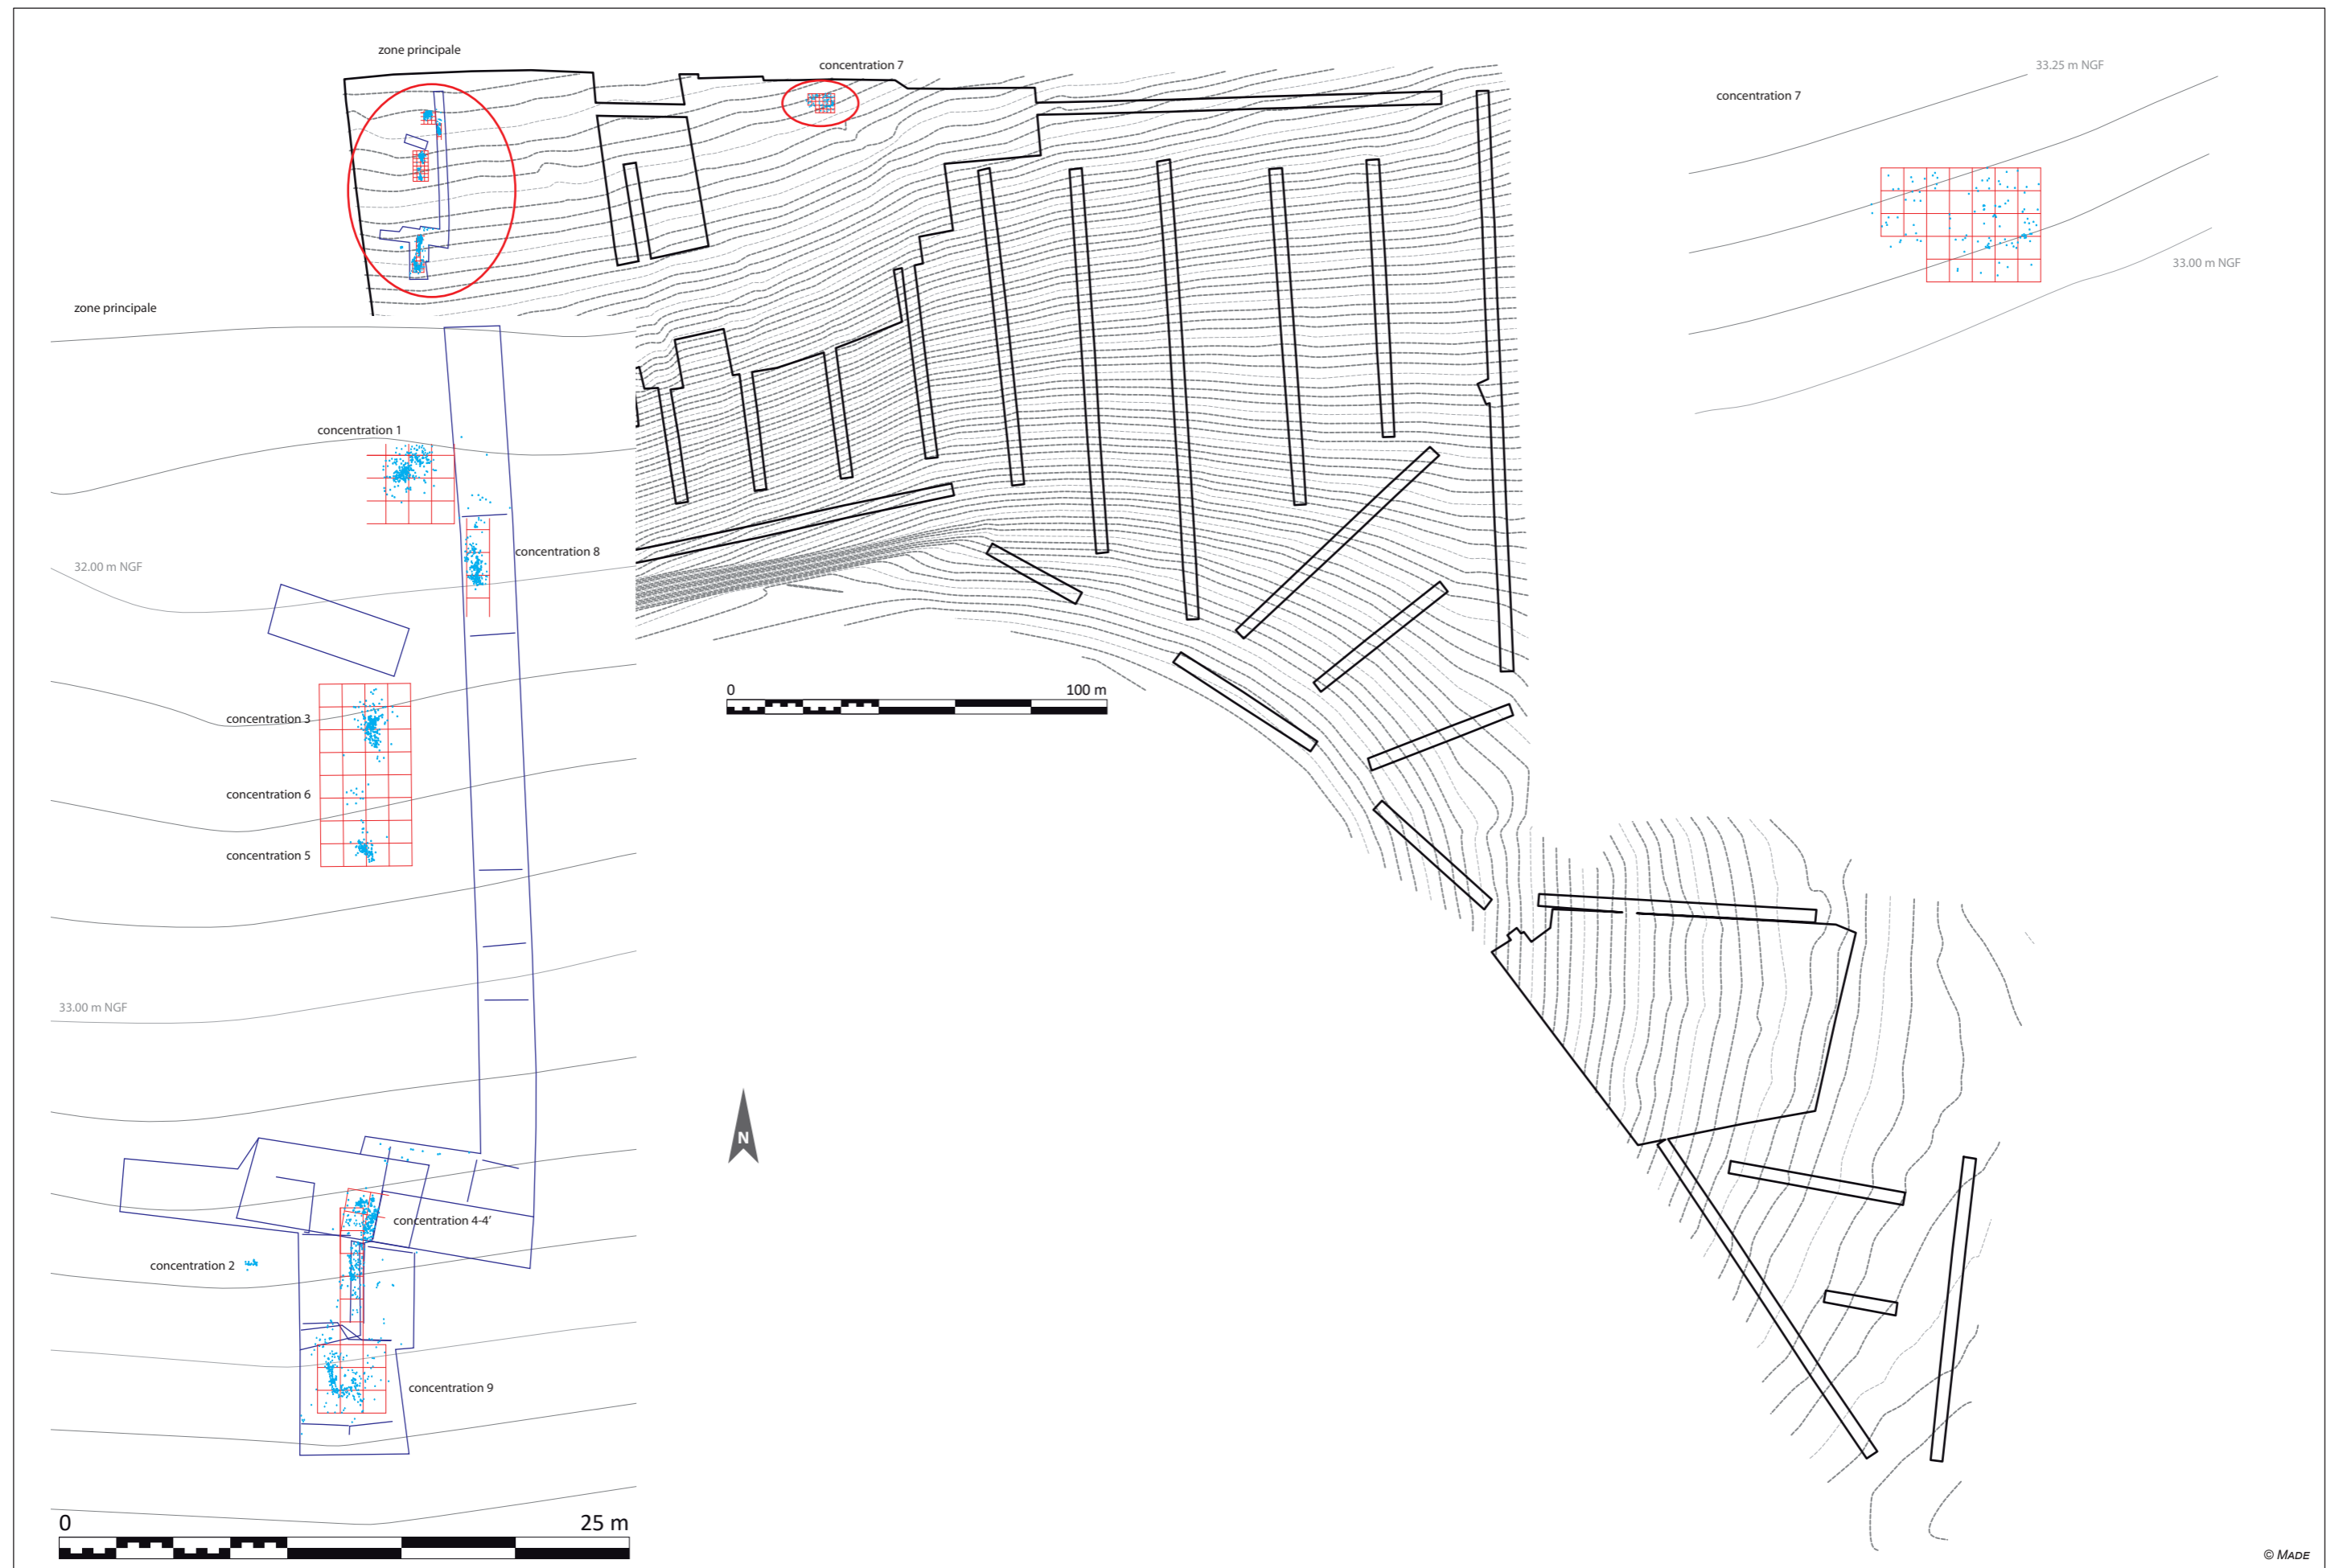 zone principale
concentration 7
33.25 m NGF
concentration 7
33.00 m NGF
zone principale
concentration 1
concentration 8
32.00 m NGF
0 100 m
concentration 3
concentration 6
concentration 5
33.00 m NGF
N
concentration 4-4'
concentration 2
concentration 9
0 25 m
© MADE